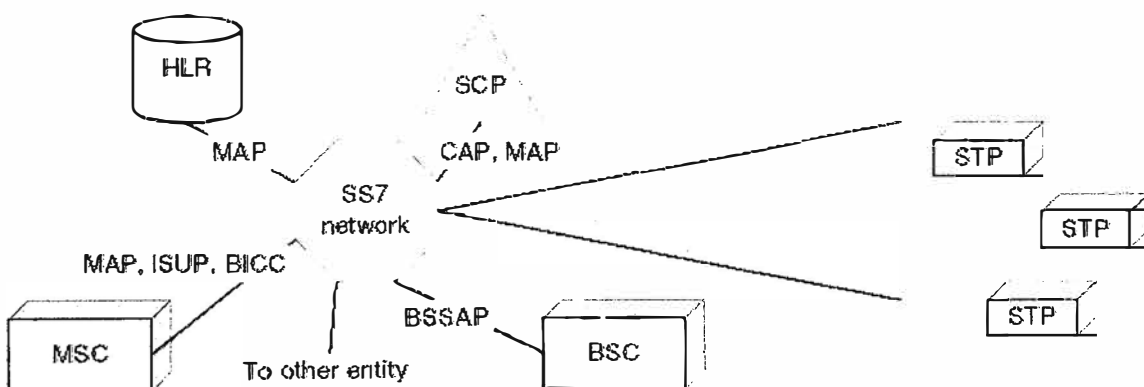 HLR
SCP
MAP
CAP, MAP
STP
SS7
network
STP
MAP, ISUP, BICC
BSSAP
STP
MSC
BSC
To other entity